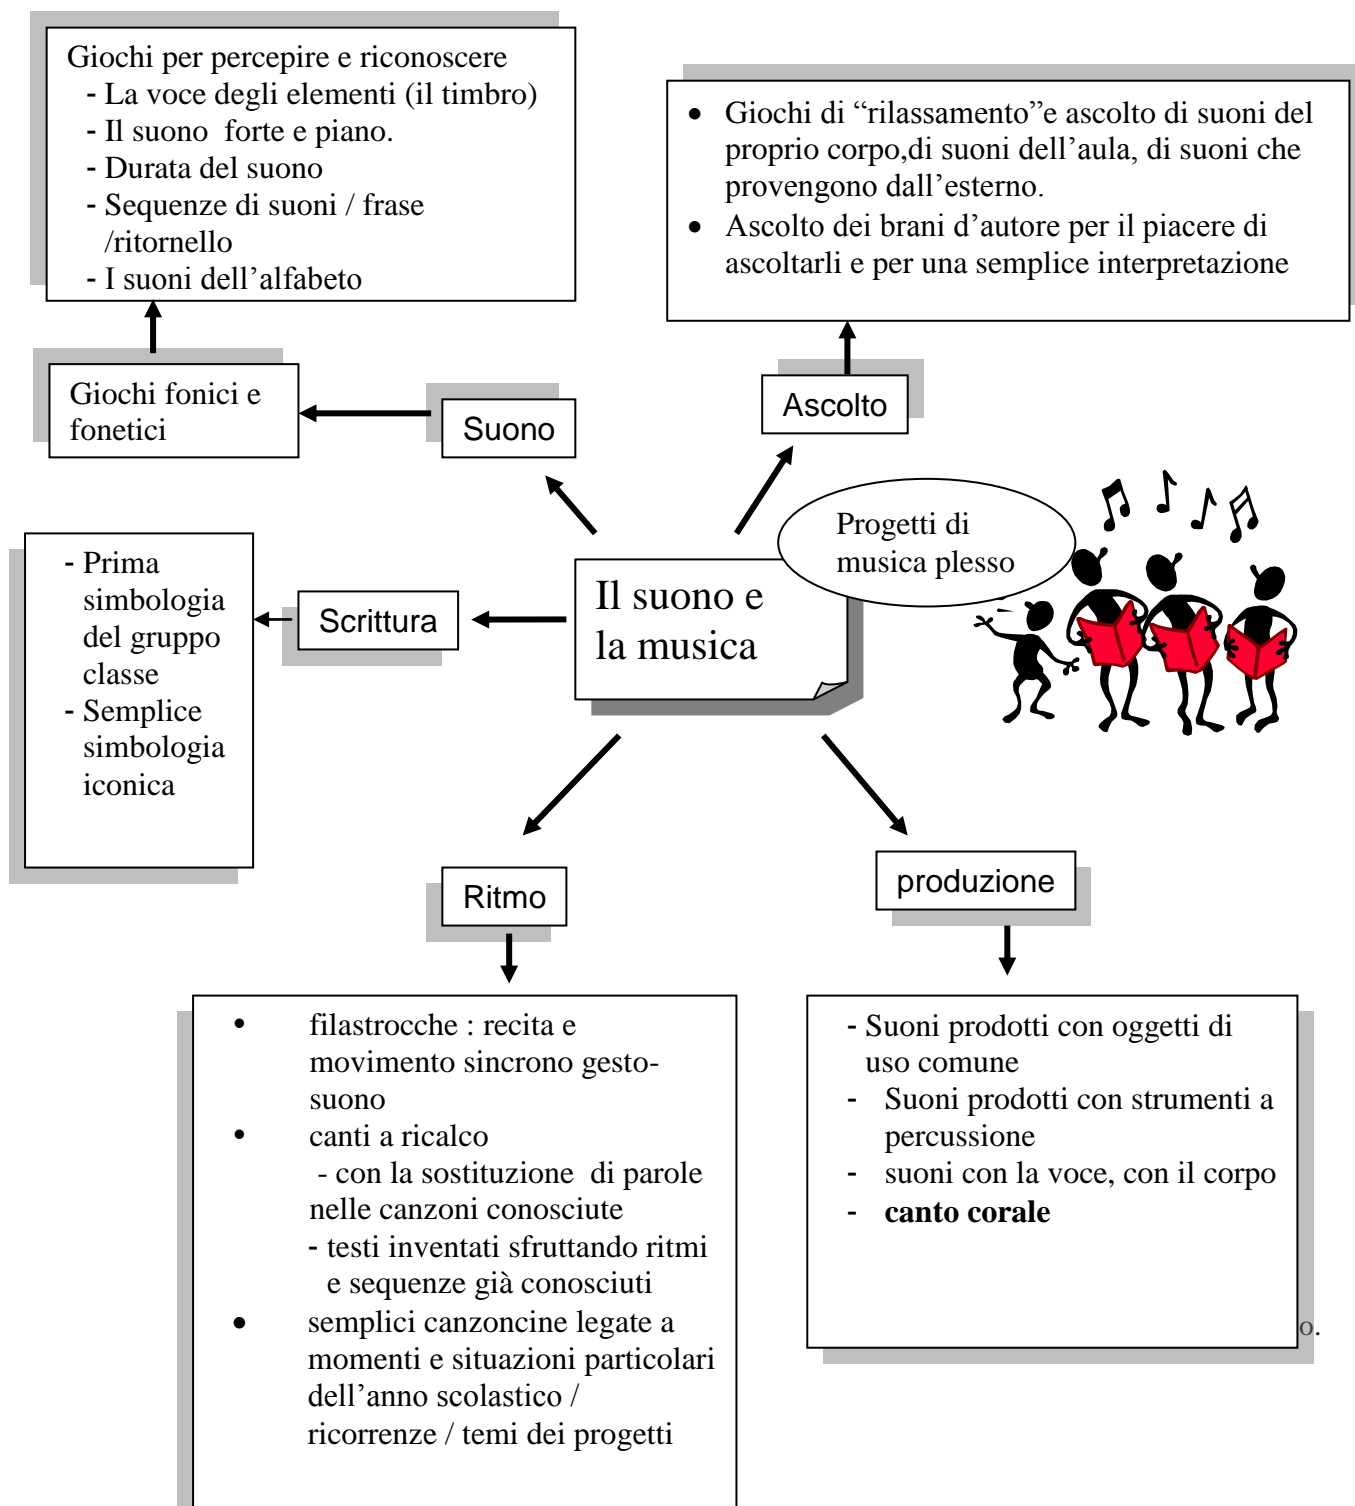 Giochi per percepire e riconoscere
- La voce degli elementi (il timbro)
- Il suono  forte e piano.
- Durata del suono
- Sequenze di suoni / frase
/ritornello
- I suoni dell’alfabeto
• Giochi di “rilassamento”e ascolto di suoni del
proprio corpo,di suoni dell’aula, di suoni che
provengono dall’esterno.
• Ascolto dei brani d’autore per il piacere di
ascoltarli e per una semplice interpretazione
Giochi fonici e
fonetici
Suono
Ascolto
Progetti di
musica plesso
Il suono e
la musica
Scrittura
- Prima
simbologia
del gruppo
classe
- Semplice
simbologia
iconica
Ritmo
produzione
• filastrocche : recita e
movimento sincrono gesto-
suono
• canti a ricalco
- con la sostituzione  di parole
nelle canzoni conosciute
- testi inventati sfruttando ritmi
e sequenze già conosciuti
• semplici canzoncine legate a
momenti e situazioni particolari
dell’anno scolastico /
ricorrenze / temi dei progetti
- Suoni prodotti con oggetti di
uso comune
- Suoni prodotti con strumenti a
percussione
- suoni con la voce, con il corpo
- canto corale
o.